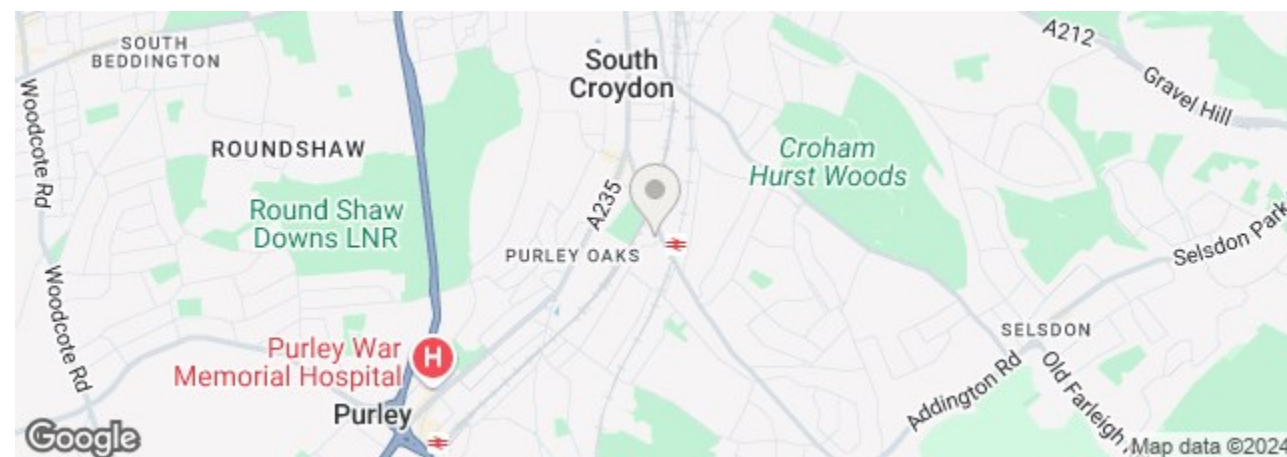 SOUTH
BEDDINGTON
South
Croydon
A212
Gravel Hill
Woodcote Rd
ROUNDSHAW
Croham
Hurst Woods
A235
Round Shaw
Downs LNR
PURLEY OAKS
Selsdon Park
Woodcote Rd
SELSDON
Purley War
Memorial Hospital
H
Addington Rd
Old Farleigh
Purley
Google
Map data ©2024